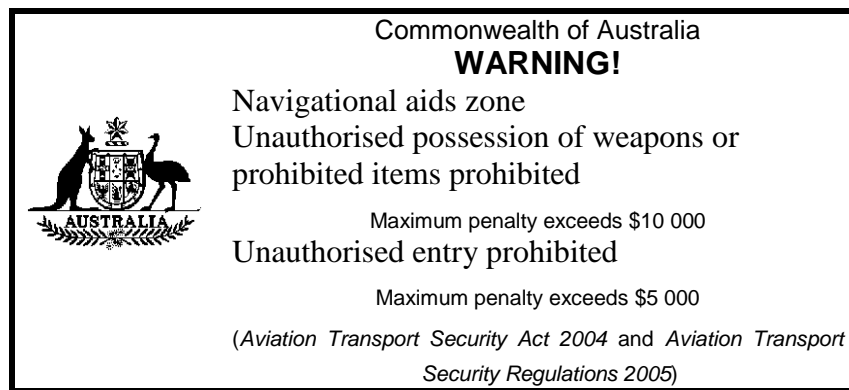 Commonwealth of Australia
WARNING!
Navigational aids zone
Unauthorised possession of weapons or
prohibited items prohibited
AUSTRALIA
Maximum penalty exceeds $10 000
Unauthorised entry prohibited
Maximum penalty exceeds $5 000
(Aviation Transport Security Act 2004 and Aviation Transport
Security Regulations 2005)